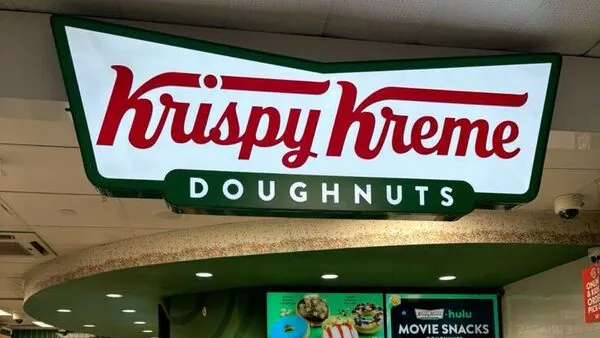 Krispy Kreme
DOUGHNUTS
hulu
MOVIE SNACKS